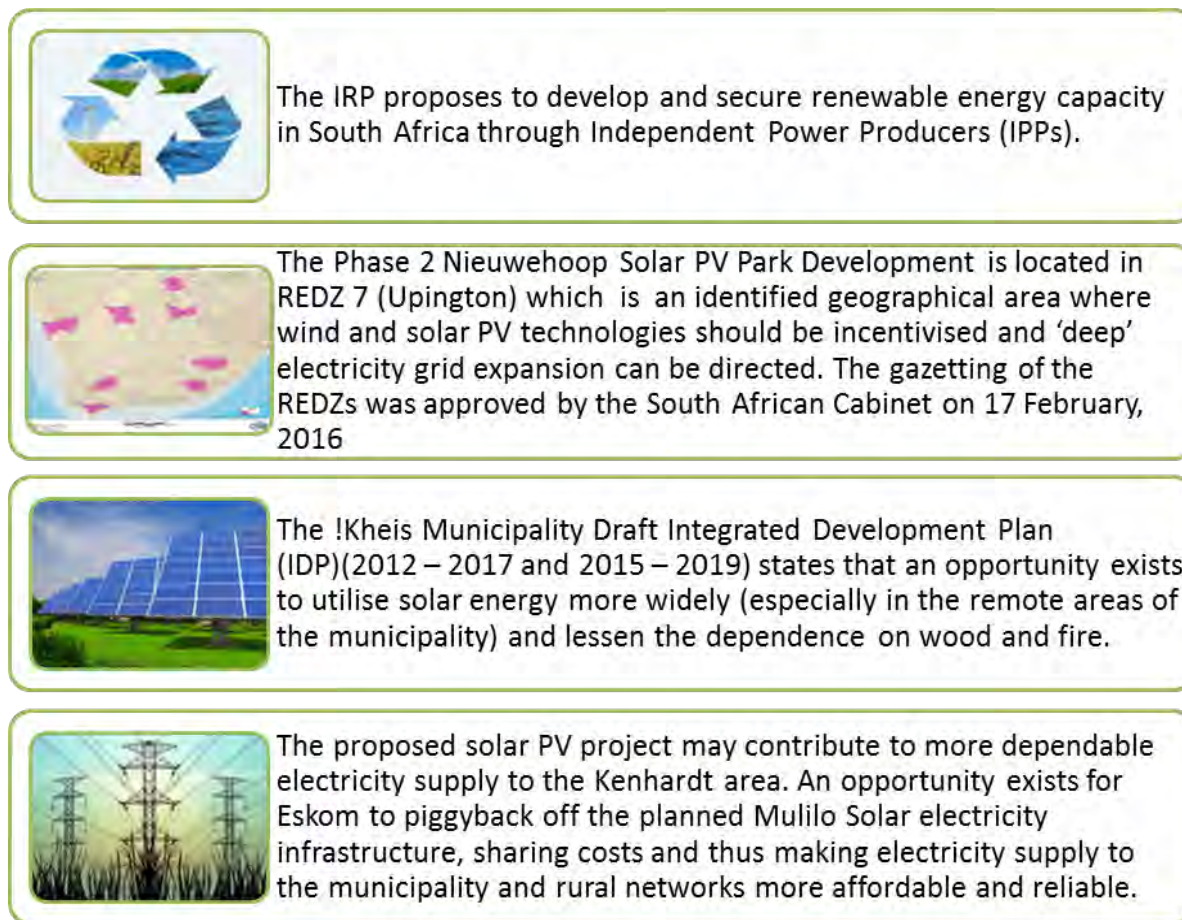 The IRP proposes to develop and secure renewable energy capacity
in South Africa through Independent Power Producers (IPPs).
The Phase 2 Nieuwehoop Solar PV Park Development is located in
REDZ 7 (Upington) which is an identified geographical area where
wind and solar PV technologies should be incentivised and ‘deep’
electricity grid expansion can be directed. The gazetting of the
REDZs was approved by the South African Cabinet on 17 February,
2016
The !Kheis Municipality Draft Integrated Development Plan
(IDP)(2012 – 2017 and 2015 – 2019) states that an opportunity exists
to utilise solar energy more widely (especially in the remote areas of
the municipality) and lessen the dependence on wood and fire.
The proposed solar PV project may contribute to more dependable
electricity supply to the Kenhardt area. An opportunity exists for
Eskom to piggyback off the planned Mulilo Solar electricity
infrastructure, sharing costs and thus making electricity supply to
the municipality and rural networks more affordable and reliable.